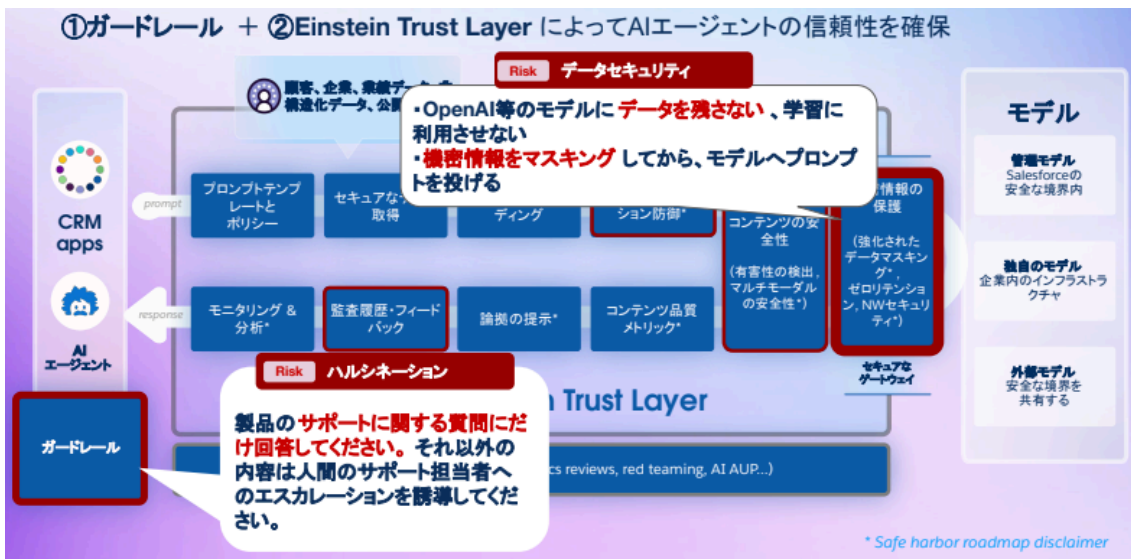 ①ガードレール + ②Einstein Trust Layer によってAIエージェントの信頼性を確保
Risk データセキュリティ
顧客、企業、業績データ、
構造化データ、公
・OpenAI等のモデルに データを残さない 、学習に
利用させない
・機密情報をマスキング してから、モデルへプロンプ
トを投げる
CRM
apps
AI
エージェント
prompt
response
プロンプトテンプ
レートと
ポリシー
セキュアな
取得
ディング
ション防御*
コンテンツの安
全性
(有害性の検出,
マルチモーダル
の安全性*)
情報の
保護
(強化された
データマスキン
グ*,
ゼロリテンショ
ン, NWセキュリ
ティ*)
モニタリング &
分析*
監査履歴・フィード
バック
論拠の提示*
コンテンツ品質
メトリック*
セキュアな
ゲートウェイ
モデル
管理モデル
Salesforceの
安全な境界内
独自のモデル
企業内のインフラストラ
クチャ
外部モデル
安全な境界を
共有する
Risk ハルシネーション
製品のサポートに関する質問にだ
け回答してください。それ以外の
内容は人間のサポート担当者へ
のエスカレーションを誘導してくだ
さい。
Trust Layer
ガードレール
cs reviews, red teaming, AI AUP...)
* Safe harbor roadmap disclaimer